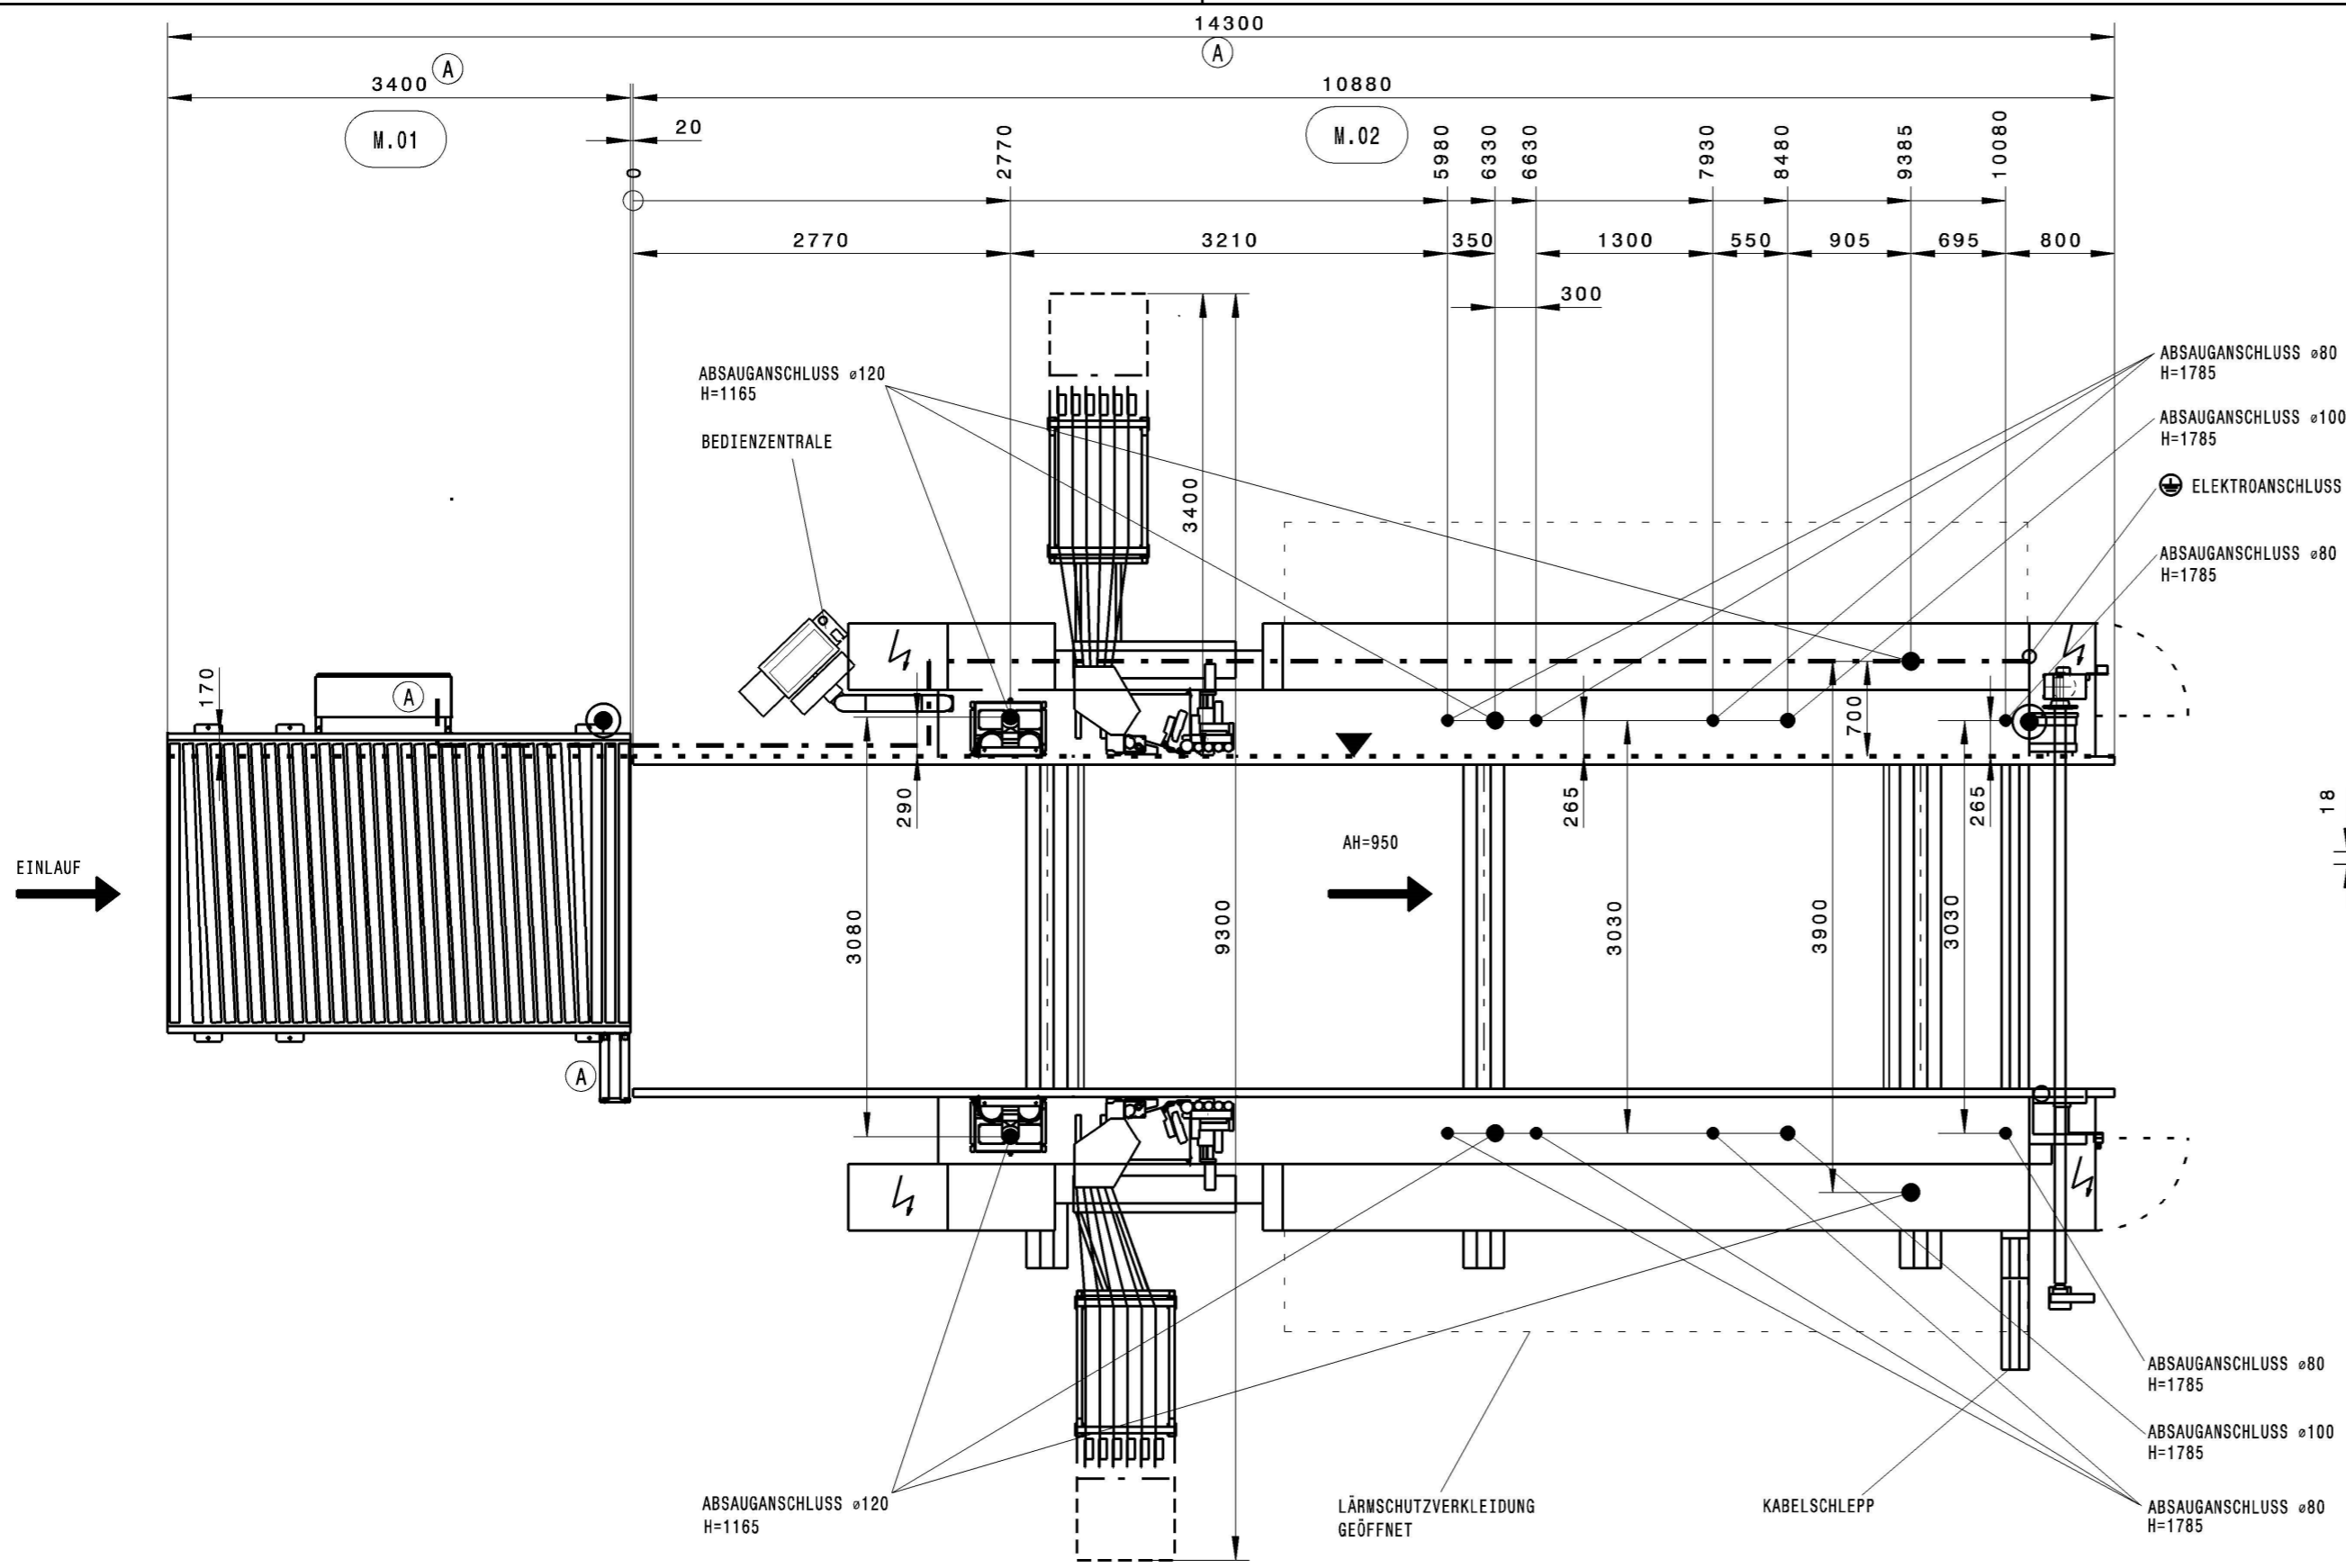 14300
A
3400
A
10880
M.01
20
M.02
0
2770
5980
6330
6630
7930
8480
9385
10080
2770
3210
350
1300
550
905
695
800
300
ABSAUGANSCHLUSS ø80
H=1785
ABSAUGANSCHLUSS ø120
H=1165
ABSAUGANSCHLUSS ø100
H=1785
BEDIENZENTRALE
3400
ELEKTROANSCHLUSS
ABSAUGANSCHLUSS ø80
H=1785
170
A
700
290
265
265
18
AH=950
EINLAUF
3080
9300
3030
3900
3030
A
ABSAUGANSCHLUSS ø80
H=1785
ABSAUGANSCHLUSS ø100
H=1785
ABSAUGANSCHLUSS ø120
H=1165
LÄRMSCHUTZVERKLEIDUNG
GEÖFFNET
KABELSCHLEPP
ABSAUGANSCHLUSS ø80
H=1785